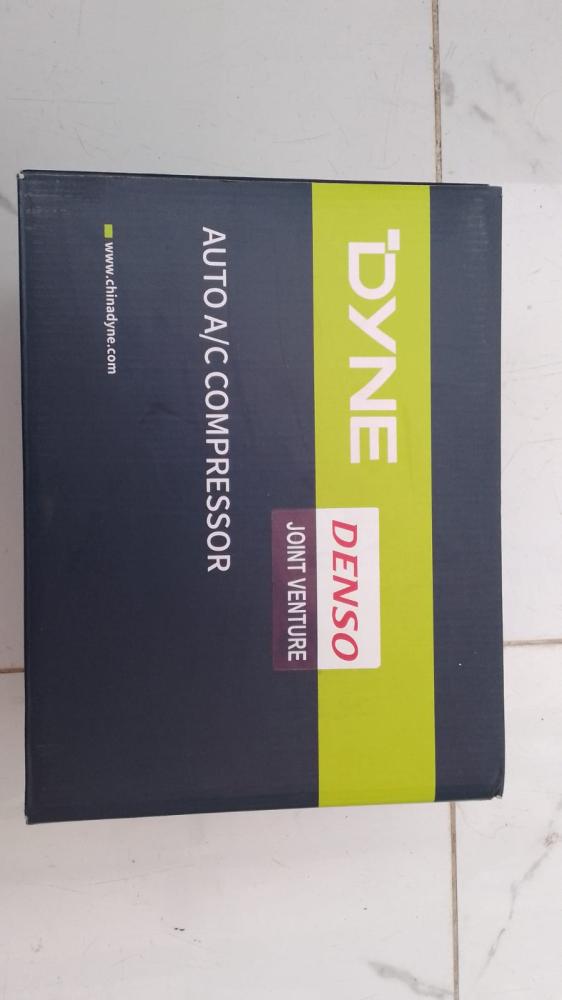 DYNE
DENSO
JOINT VENTURE
AUTO A/C COMPRESSOR
www.chinadyne.com